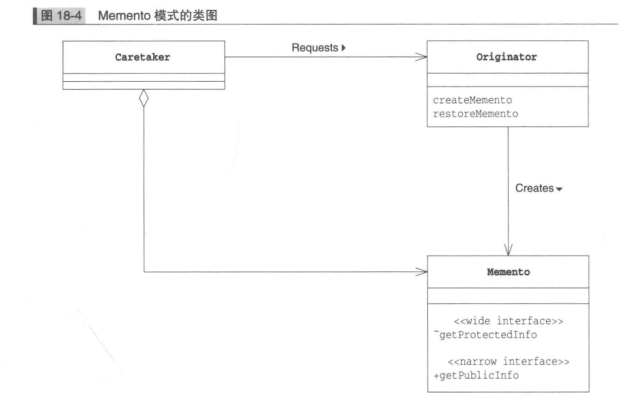 图 18-4 Memento 模式的类图
Caretaker
Requests ▶
Originator
createMemento
restoreMemento
Creates ▼
Memento
<<wide interface>>
~getProtectedInfo
<<narrow interface>>
+getPublicInfo